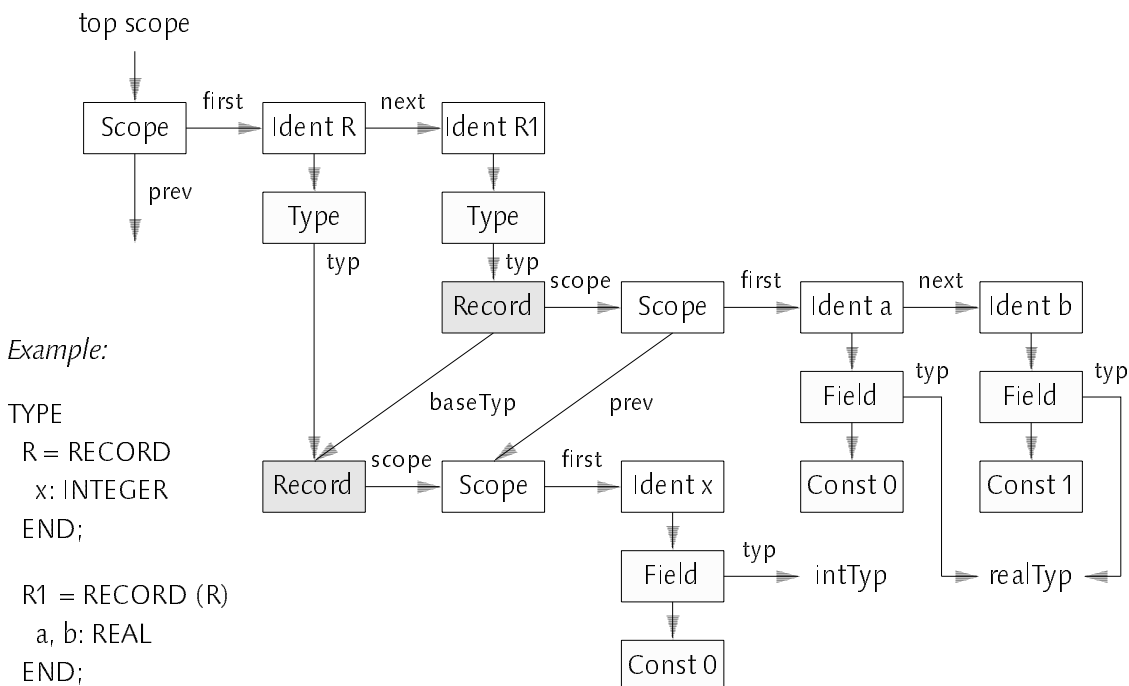 top scope
first
next
Scope
Ident R
Ident R1
prev
Type
Type
typ
typ
scope
first
next
Record
Scope
Ident a
Ident b
Example:
typ
typ
Field
Field
baseTyp
prev
TYPE
R = RECORD
x: INTEGER
END;
scope
first
Record
Scope
Ident x
Const 0
Const 1
typ
Field
intTyp
realTyp
R1 = RECORD (R)
a, b: REAL
END;
Const 0